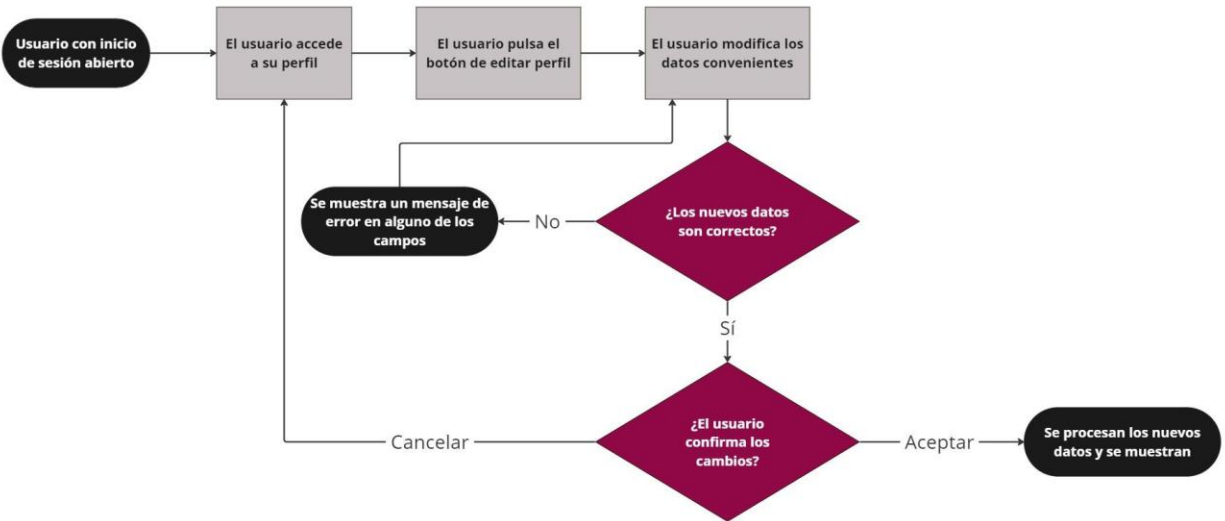 Usuario con inicio
de sesión abierto
El usuario accede
a su perfil
El usuario pulsa el
botón de editar perfil
El usuario modifica los
datos convenientes
Se muestra un mensaje de
error en alguno de los
campos
No
¿Los nuevos datos
son correctos?
Sí
Cancelar
¿El usuario
confirma los
cambios?
Aceptar
Se procesan los nuevos
datos y se muestran